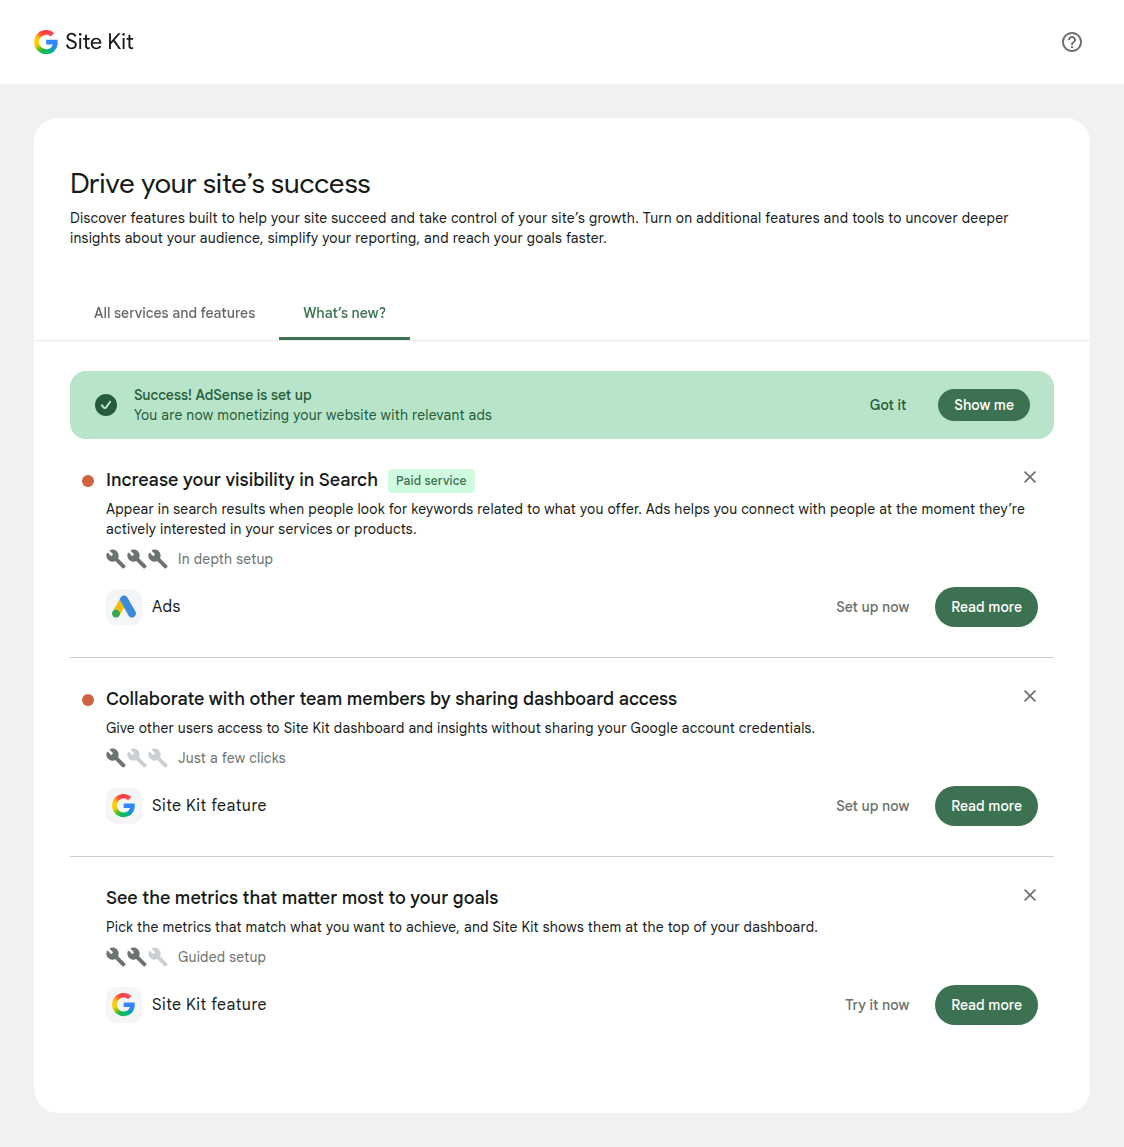 Site Kit
Drive your site’s success
Discover features built to help your site succeed and take control of your site’s growth. Turn on additional features and tools to uncover deeper
insights about your audience, simplify your reporting, and reach your goals faster.
All services and features
What’s new?
Success! AdSense is set up
You are now monetizing your website with relevant ads
Got it
Show me
Increase your visibility in Search
Paid service
Appear in search results when people look for keywords related to what you offer. Ads helps you connect with people at the moment they’re
actively interested in your services or products.
In depth setup
Ads
Set up now
Read more
Collaborate with other team members by sharing dashboard access
Give other users access to Site Kit dashboard and insights without sharing your Google account credentials.
Just a few clicks
Site Kit feature
Set up now
Read more
See the metrics that matter most to your goals
Pick the metrics that match what you want to achieve, and Site Kit shows them at the top of your dashboard.
Guided setup
Site Kit feature
Try it now
Read more